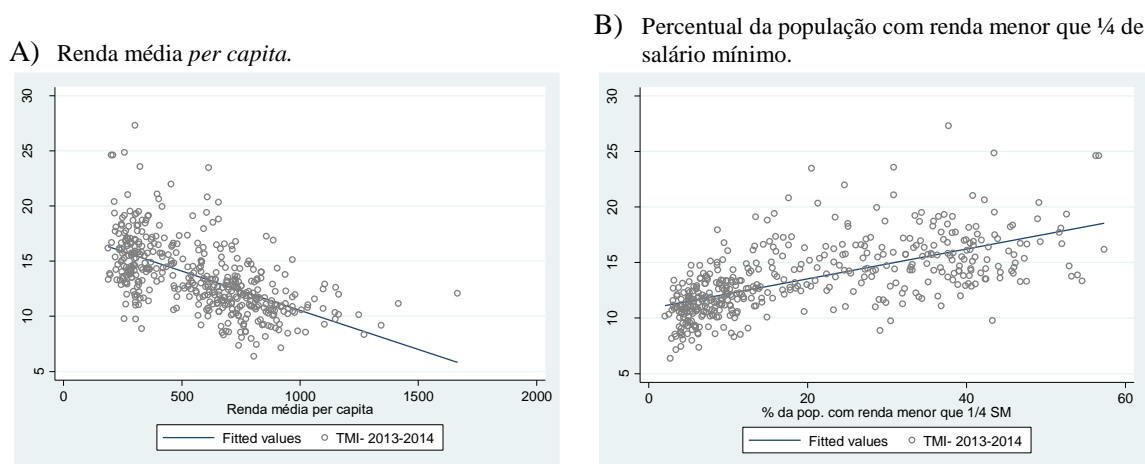 A) Renda média per capita.
30
25
20
15
10
5
0 500 1000 1500 2000
Renda média per capita
Fitted values TMI- 2013-2014
B) Percentual da população com renda menor que ¼ de
salário mínimo.
30
25
20
15
10
5
0 20 40 60
% da pop. com renda menor que 1/4 SM
Fitted values TMI- 2013-2014